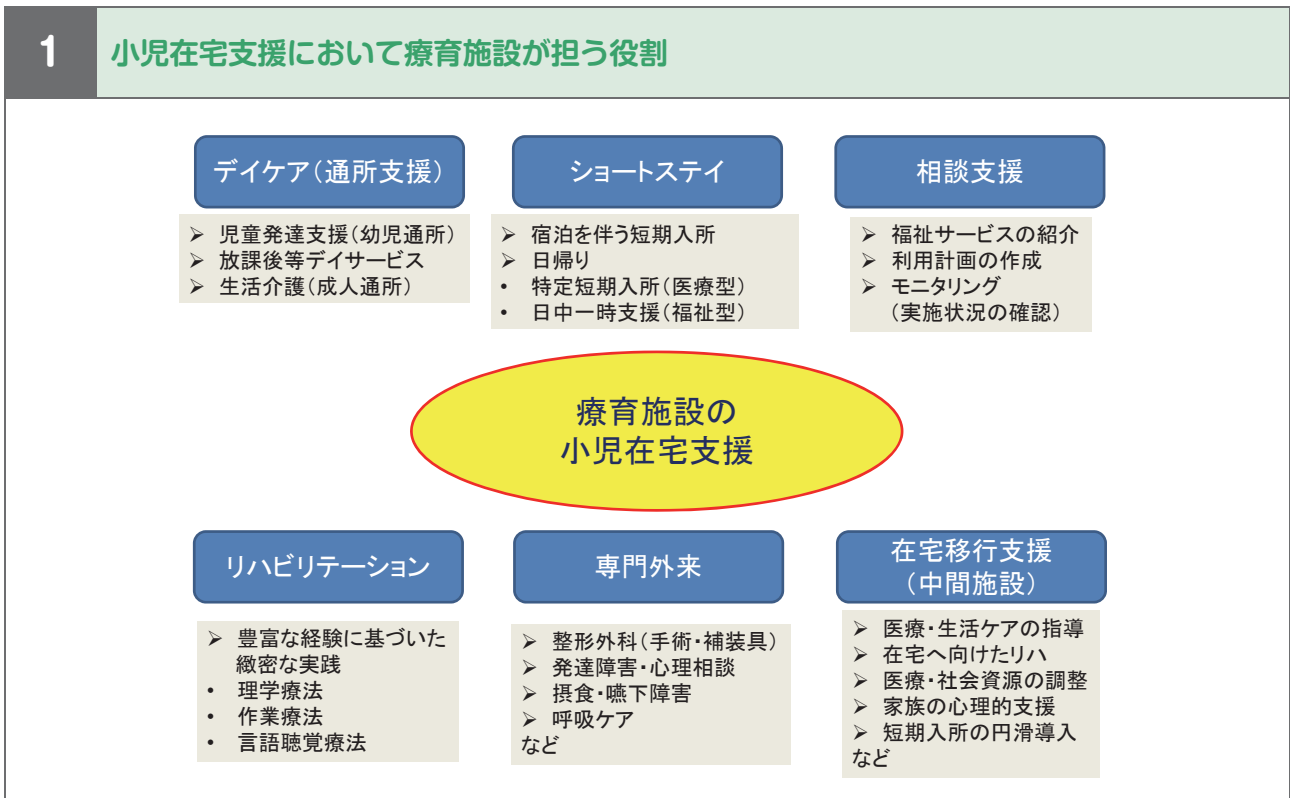 1
小児在宅支援において療育施設が担う役割
デイケア(通所支援)
➢ 児童発達支援(幼児通所)
➢ 放課後等デイサービス
➢ 生活介護(成人通所)
ショートステイ
➢ 宿泊を伴う短期入所
➢ 日帰り
• 特定短期入所(医療型)
• 日中一時支援(福祉型)
相談支援
➢ 福祉サービスの紹介
➢ 利用計画の作成
➢ モニタリング
(実施状況の確認)
療育施設の
小児在宅支援
リハビリテーション
➢ 豊富な経験に基づいた
緻密な実践
• 理学療法
• 作業療法
• 言語聴覚療法
専門外来
➢ 整形外科(手術・補装具)
➢ 発達障害・心理相談
➢ 摂食・嚥下障害
➢ 呼吸ケア
など
在宅移行支援
(中間施設)
➢ 医療・生活ケアの指導
➢ 在宅へ向けたリハ
➢ 医療・社会資源の調整
➢ 家族の心理的支援
➢ 短期入所の円滑導入
など